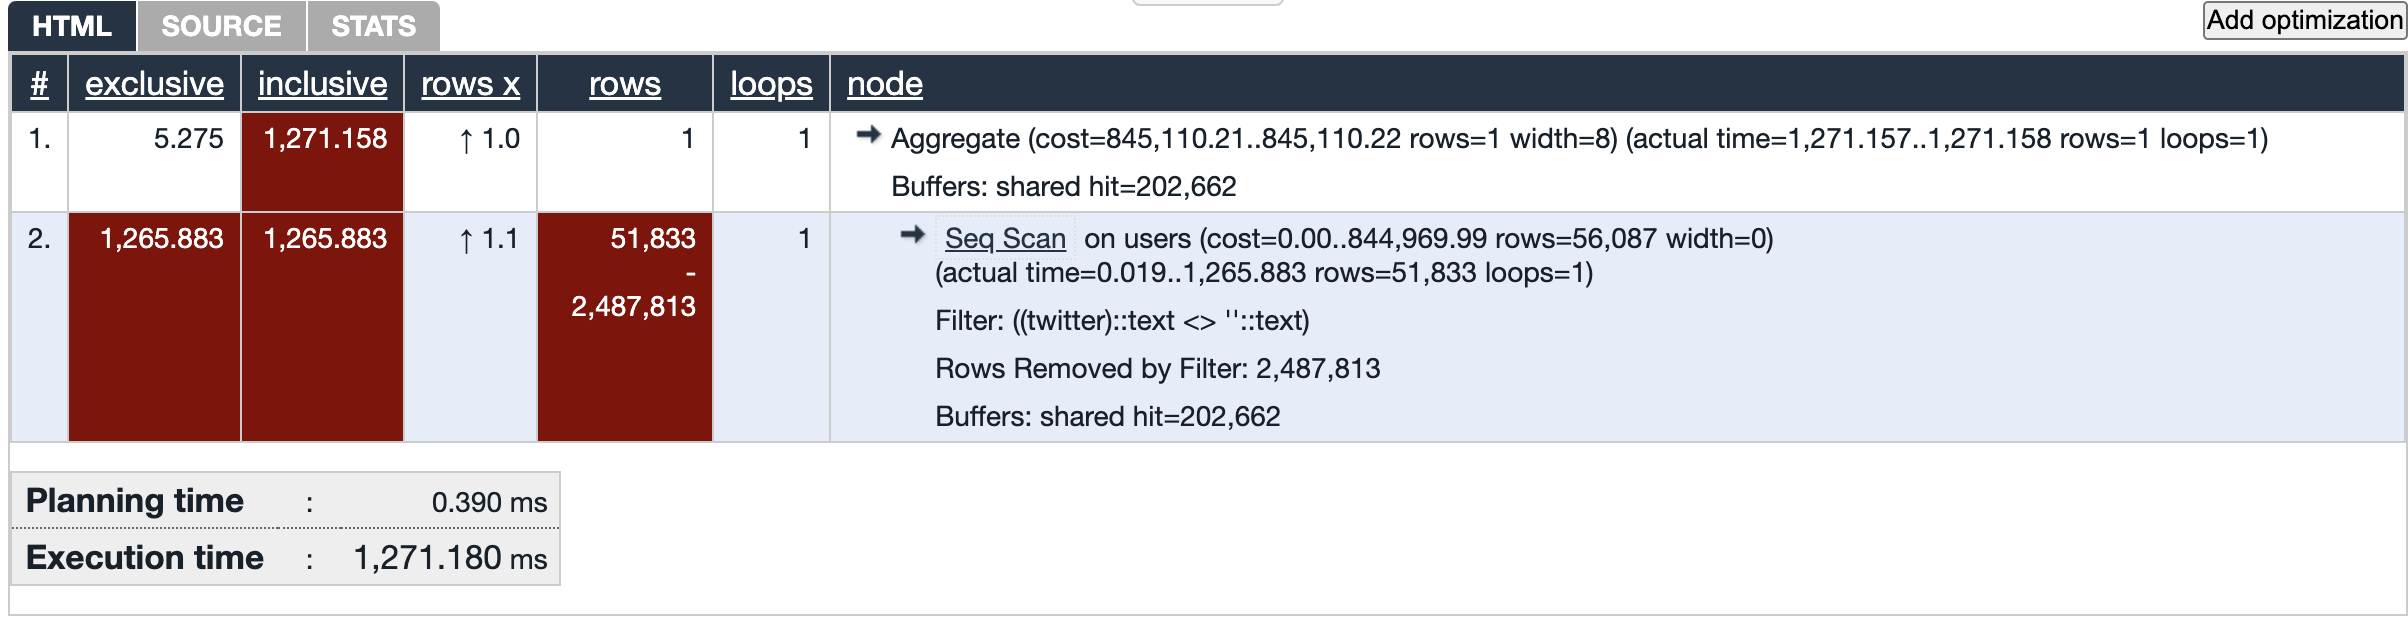 HTML SOURCE STATS Add optimization
# exclusive inclusive rows x rows loops node
1. 5.275 1,271.158 ↑ 1.0 1 1 Aggregate (cost=845,110.21..845,110.22 rows=1 width=8) (actual time=1,271.157..1,271.158 rows=1 loops=1)
Buffers: shared hit=202,662
2. 1,265.883 1,265.883 ↑ 1.1 51,833 1 Seq Scan on users (cost=0.00..844,969.99 rows=56,087 width=0)
- (actual time=0.019..1,265.883 rows=51,833 loops=1)
2,487,813 Filter: ((twitter)::text <> ''::text)
Rows Removed by Filter: 2,487,813
Buffers: shared hit=202,662
Planning time : 0.390 ms
Execution time : 1,271.180 ms